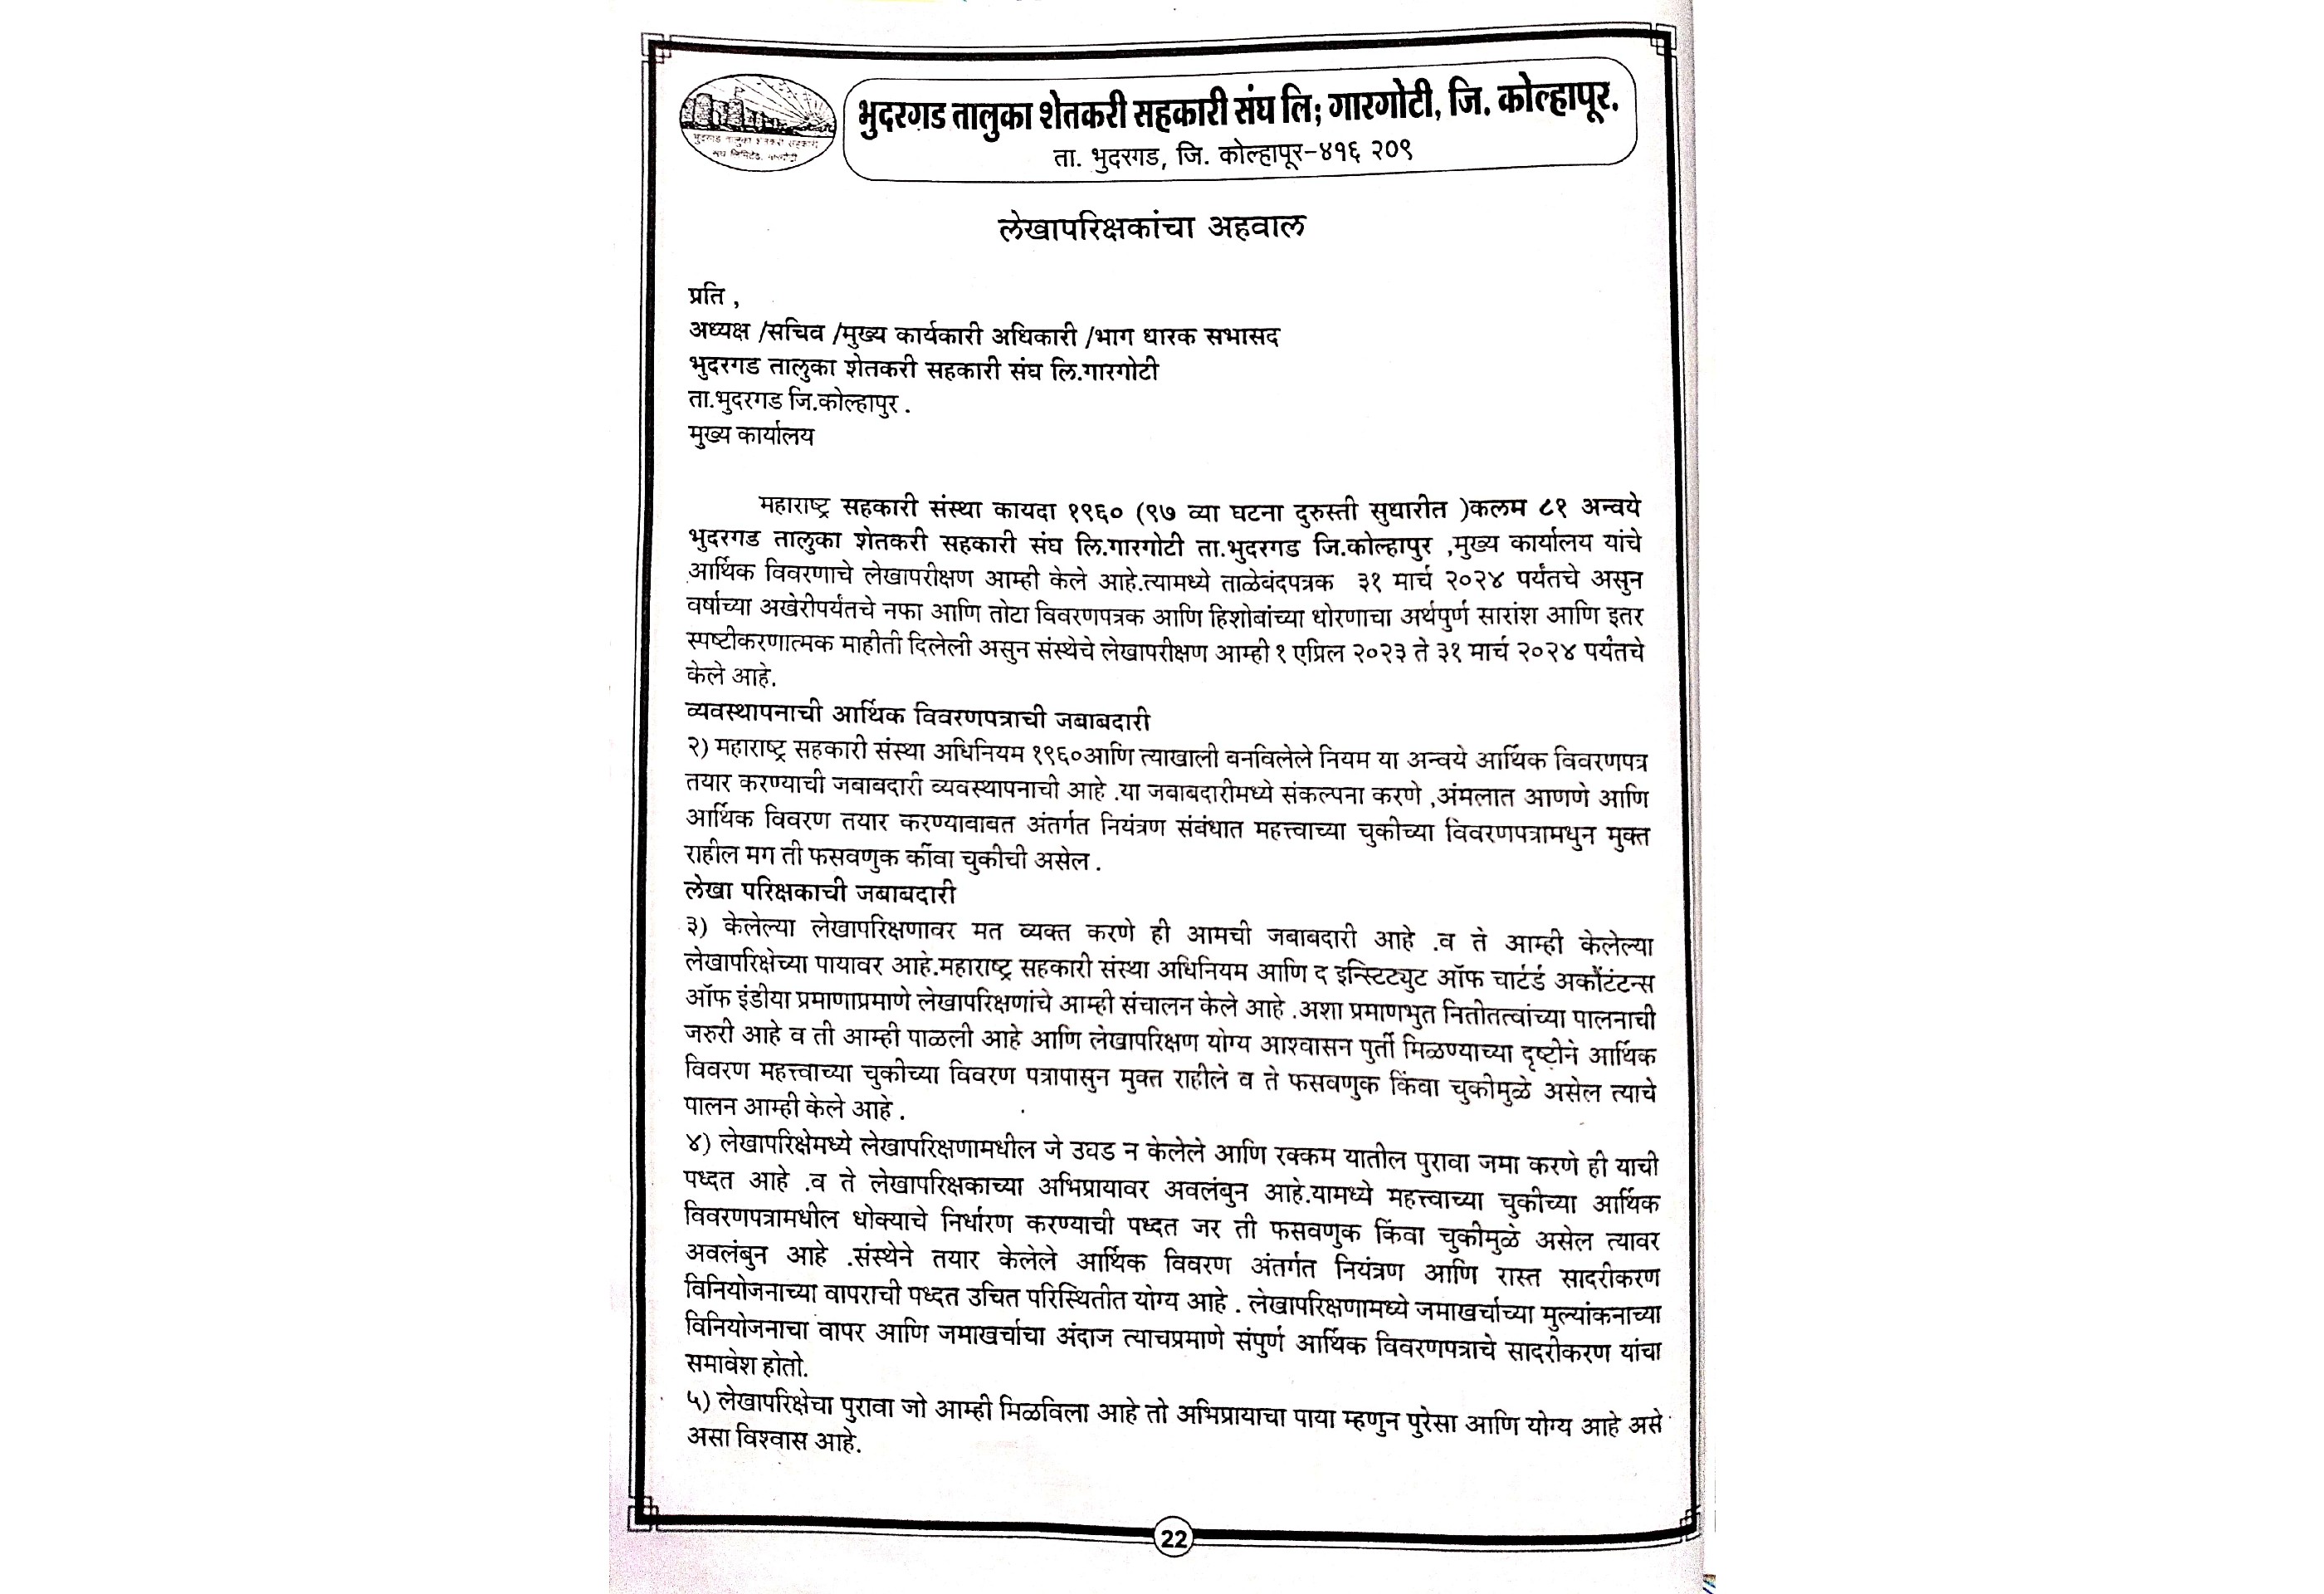 भुदरगड तालुका शेतकरी सहकारी संघ लि; गारगोटी, जि. कोल्हापूर.
ता. भुदरगड, जि. कोल्हापूर-४१६ २०९
भुदरगड तालुका शेतकरी सहकारी
संघ लिमिटेड, गारगोटी
लेखापरिक्षकांचा अहवाल
प्रति ,
अध्यक्ष /सचिव /मुख्य कार्यकारी अधिकारी /भाग धारक सभासद
भुदरगड तालुका शेतकरी सहकारी संघ लि.गारगोटी
ता.भुदरगड जि.कोल्हापुर .
मुख्य कार्यालय
महाराष्ट्र सहकारी संस्था कायदा १९६० (९७ व्या घटना दुरुस्ती सुधारीत )कलम ८१ अन्वये
भुदरगड तालुका शेतकरी सहकारी संघ लि.गारगोटी ता.भुदरगड जि.कोल्हापुर ,मुख्य कार्यालय यांचे
आर्थिक विवरणाचे लेखापरीक्षण आम्ही केले आहे.त्यामध्ये ताळेबंदपत्रक ३१ मार्च २०२४ पर्यंतचे असुन
वर्षाच्या अखेरीपर्यंतचे नफा आणि तोटा विवरणपत्रक आणि हिशोबांच्या धोरणाचा अर्थपुर्ण सारांश आणि इतर
स्पष्टीकरणात्मक माहीती दिलेली असुन संस्थेचे लेखापरीक्षण आम्ही १ एप्रिल २०२३ ते ३१ मार्च २०२४ पर्यंतचे
केले आहे.
व्यवस्थापनाची आर्थिक विवरणपत्राची जबाबदारी
२) महाराष्ट्र सहकारी संस्था अधिनियम १९६०आणि त्याखाली बनविलेले नियम या अन्वये आर्थिक विवरणपत्र
तयार करण्याची जबाबदारी व्यवस्थापनाची आहे .या जबाबदारीमध्ये संकल्पना करणे ,अंमलात आणणे आणि
आर्थिक विवरण तयार करण्याबाबत अंतर्गत नियंत्रण संबंधात महत्त्वाच्या चुकीच्या विवरणपत्रामधुन मुक्त
राहील मग ती फसवणुक कींवा चुकीची असेल .
लेखा परिक्षकाची जबाबदारी
३) केलेल्या लेखापरिक्षणावर मत व्यक्त करणे ही आमची जबाबदारी आहे .व ते आम्ही केलेल्या
लेखापरिक्षेच्या पायावर आहे.महाराष्ट्र सहकारी संस्था अधिनियम आणि द इन्स्टिट्युट ऑफ चार्टर्ड अकौंटंटन्स
ऑफ इंडीया प्रमाणाप्रमाणे लेखापरिक्षणांचे आम्ही संचालन केले आहे .अशा प्रमाणभुत नितीतत्वांच्या पालनाची
जरुरी आहे व ती आम्ही पाळली आहे आणि लेखापरिक्षण योग्य आश्वासन पुर्ती मिळण्याच्या दृष्टीने आर्थिक
विवरण महत्त्वाच्या चुकीच्या विवरण पत्रापासुन मुक्त राहीले व ते फसवणुक किंवा चुकीमुळे असेल त्याचे
पालन आम्ही केले आहे .
४) लेखापरिक्षेमध्ये लेखापरिक्षणामधील जे उघड न केलेले आणि रक्कम यातील पुरावा जमा करणे ही याची
पध्दत आहे .व ते लेखापरिक्षकाच्या अभिप्रायावर अवलंबुन आहे.यामध्ये महत्त्वाच्या चुकीच्या आर्थिक
विवरणपत्रामधील धोक्याचे निर्धारण करण्याची पध्दत जर ती फसवणुक किंवा चुकीमुळे असेल त्यावर
अवलंबुन आहे .संस्थेने तयार केलेले आर्थिक विवरण अंतर्गत नियंत्रण आणि रास्त सादरीकरण
विनियोजनाच्या वापराची पध्दत उचित परिस्थितीत योग्य आहे . लेखापरिक्षणामध्ये जमाखर्चाच्या मुल्यांकनाच्या
विनियोजनाचा वापर आणि जमाखर्चाचा अंदाज त्याचप्रमाणे संपुर्ण आर्थिक विवरणपत्राचे सादरीकरण यांचा
समावेश होतो.
५) लेखापरिक्षेचा पुरावा जो आम्ही मिळविला आहे तो अभिप्रायाचा पाया म्हणुन पुरेसा आणि योग्य आहे असे
असा विश्वास आहे.
22